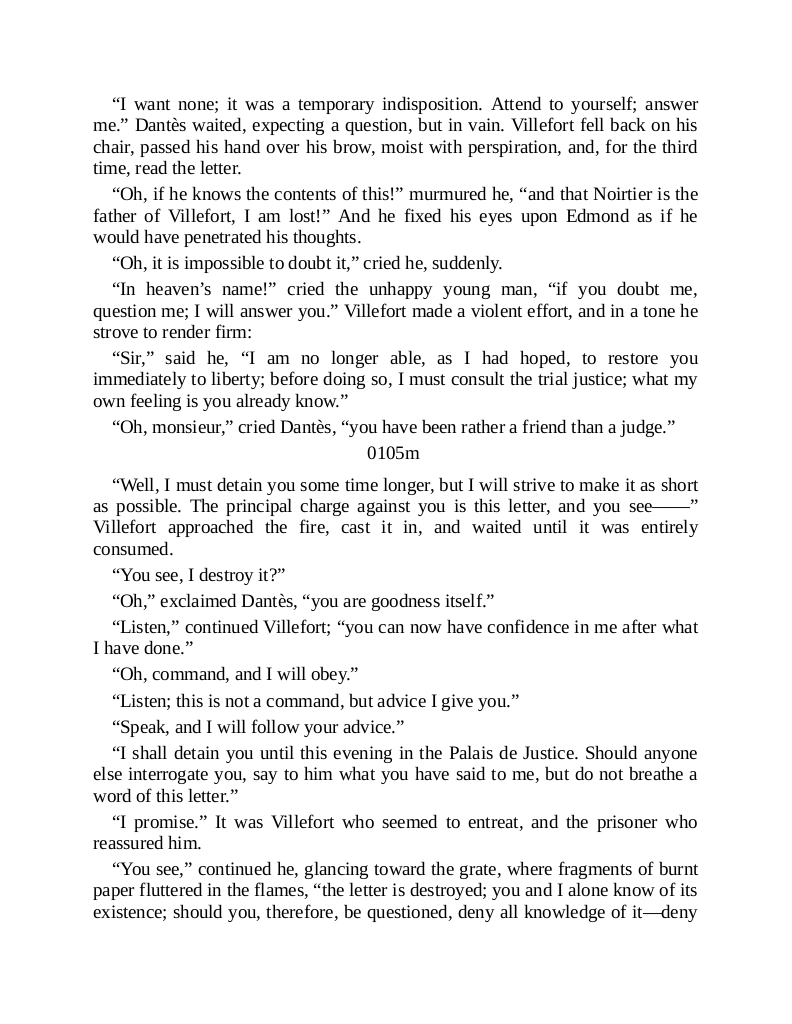 “I want none; it was a temporary indisposition. Attend to yourself; answer
me.” Dantès waited, expecting a question, but in vain. Villefort fell back on his
chair, passed his hand over his brow, moist with perspiration, and, for the third
time, read the letter.
“Oh, if he knows the contents of this!” murmured he, “and that Noirtier is the
father of Villefort, I am lost!” And he fixed his eyes upon Edmond as if he
would have penetrated his thoughts.
“Oh, it is impossible to doubt it,” cried he, suddenly.
“In heaven’s name!” cried the unhappy young man, “if you doubt me,
question me; I will answer you.” Villefort made a violent effort, and in a tone he
strove to render firm:
“Sir,” said he, “I am no longer able, as I had hoped, to restore you
immediately to liberty; before doing so, I must consult the trial justice; what my
own feeling is you already know.”
“Oh, monsieur,” cried Dantès, “you have been rather a friend than a judge.”
0105m
“Well, I must detain you some time longer, but I will strive to make it as short
as possible. The principal charge against you is this letter, and you see——”
Villefort approached the fire, cast it in, and waited until it was entirely
consumed.
“You see, I destroy it?”
“Oh,” exclaimed Dantès, “you are goodness itself.”
“Listen,” continued Villefort; “you can now have confidence in me after what
I have done.”
“Oh, command, and I will obey.”
“Listen; this is not a command, but advice I give you.”
“Speak, and I will follow your advice.”
“I shall detain you until this evening in the Palais de Justice. Should anyone
else interrogate you, say to him what you have said to me, but do not breathe a
word of this letter.”
“I promise.” It was Villefort who seemed to entreat, and the prisoner who
reassured him.
“You see,” continued he, glancing toward the grate, where fragments of burnt
paper fluttered in the flames, “the letter is destroyed; you and I alone know of its
existence; should you, therefore, be questioned, deny all knowledge of it—deny